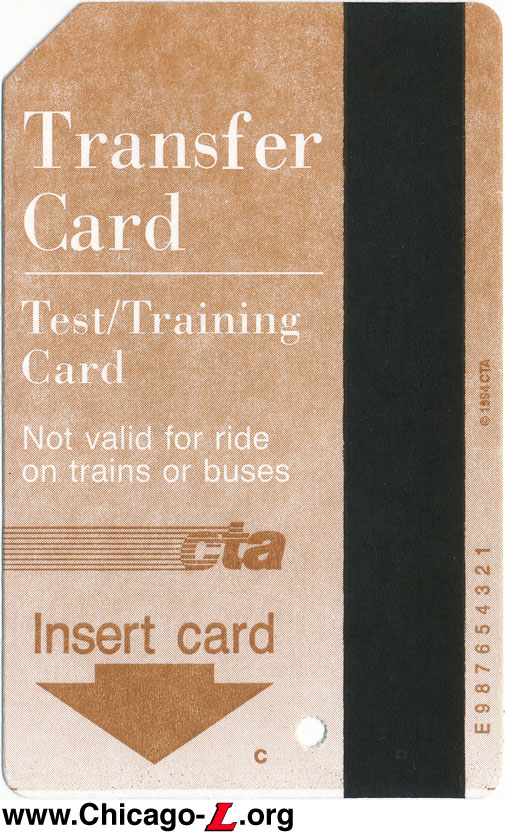 Transfer
Card
Test/Training
Card
Not valid for ride
on trains or buses
cta
Insert card
C
© 1994 CTA
E987654321
www.Chicago-L.org